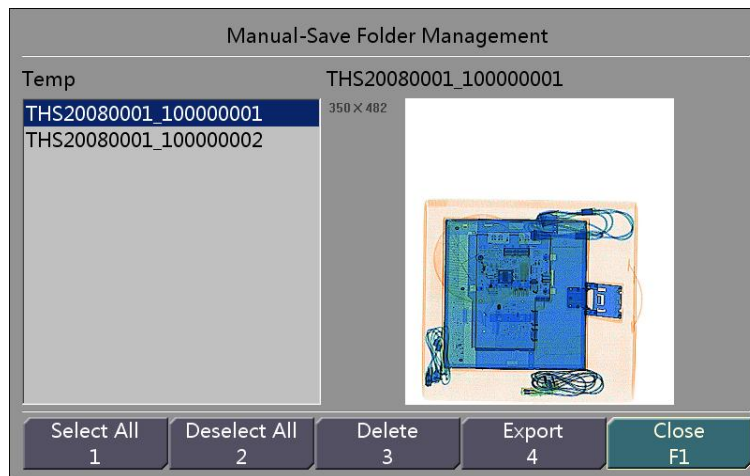 Manual-Save Folder Management
Temp
THS20080001_100000001
THS20080001_100000001
THS20080001_100000002
350×482
Select All
1
Deselect All
2
Delete
3
Export
4
Close
F1